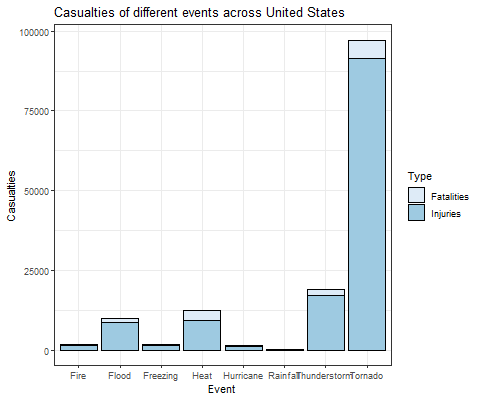 Casualties of different events across United States
100000
75000
50000
25000
0
Casualties
Fire Flood Freezing Heat Hurricane Rainfall Thunderstorm Tornado
Event
Type
Fatalities
Injuries